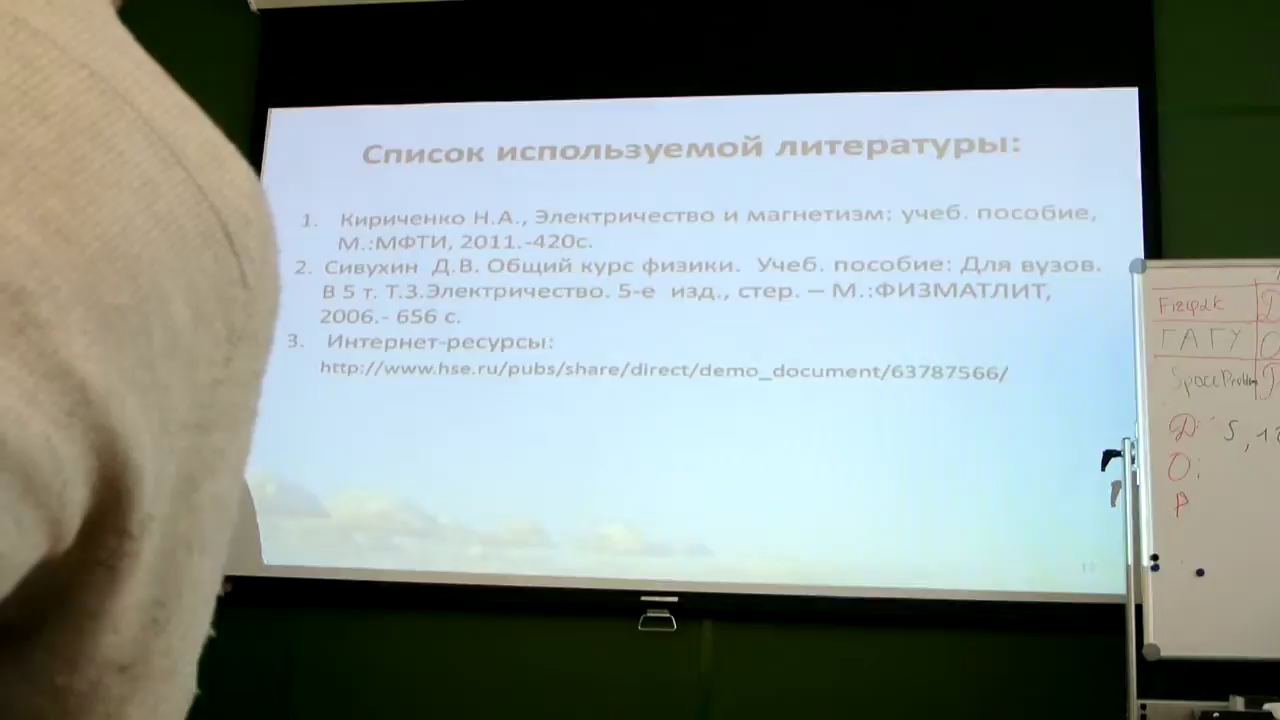 Список используемой литературы:
1. Кириченко Н.А., Электричество и магнетизм: учеб. пособие,
М.:МФТИ, 2011.-420с.
2. Сивухин Д.В. Общий курс физики. Учеб. пособие: Для вузов.
В 5 т. Т.3.Электричество. 5-е изд., стер. – М.:ФИЗМАТЛИТ,
2006.- 656 с.
3. Интернет-ресурсы:
http://www.hse.ru/pubs/share/direct/demo_document/63787566/
ГАГУ
Д 5,12
О:
Р